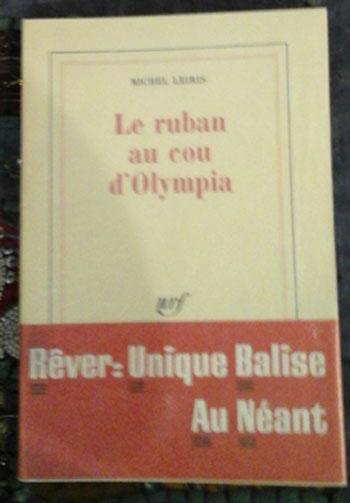 MICHEL LEIRIS
Le ruban
au cou
d'Olympia
nrf
Rêver = Unique Balise
Au Néant